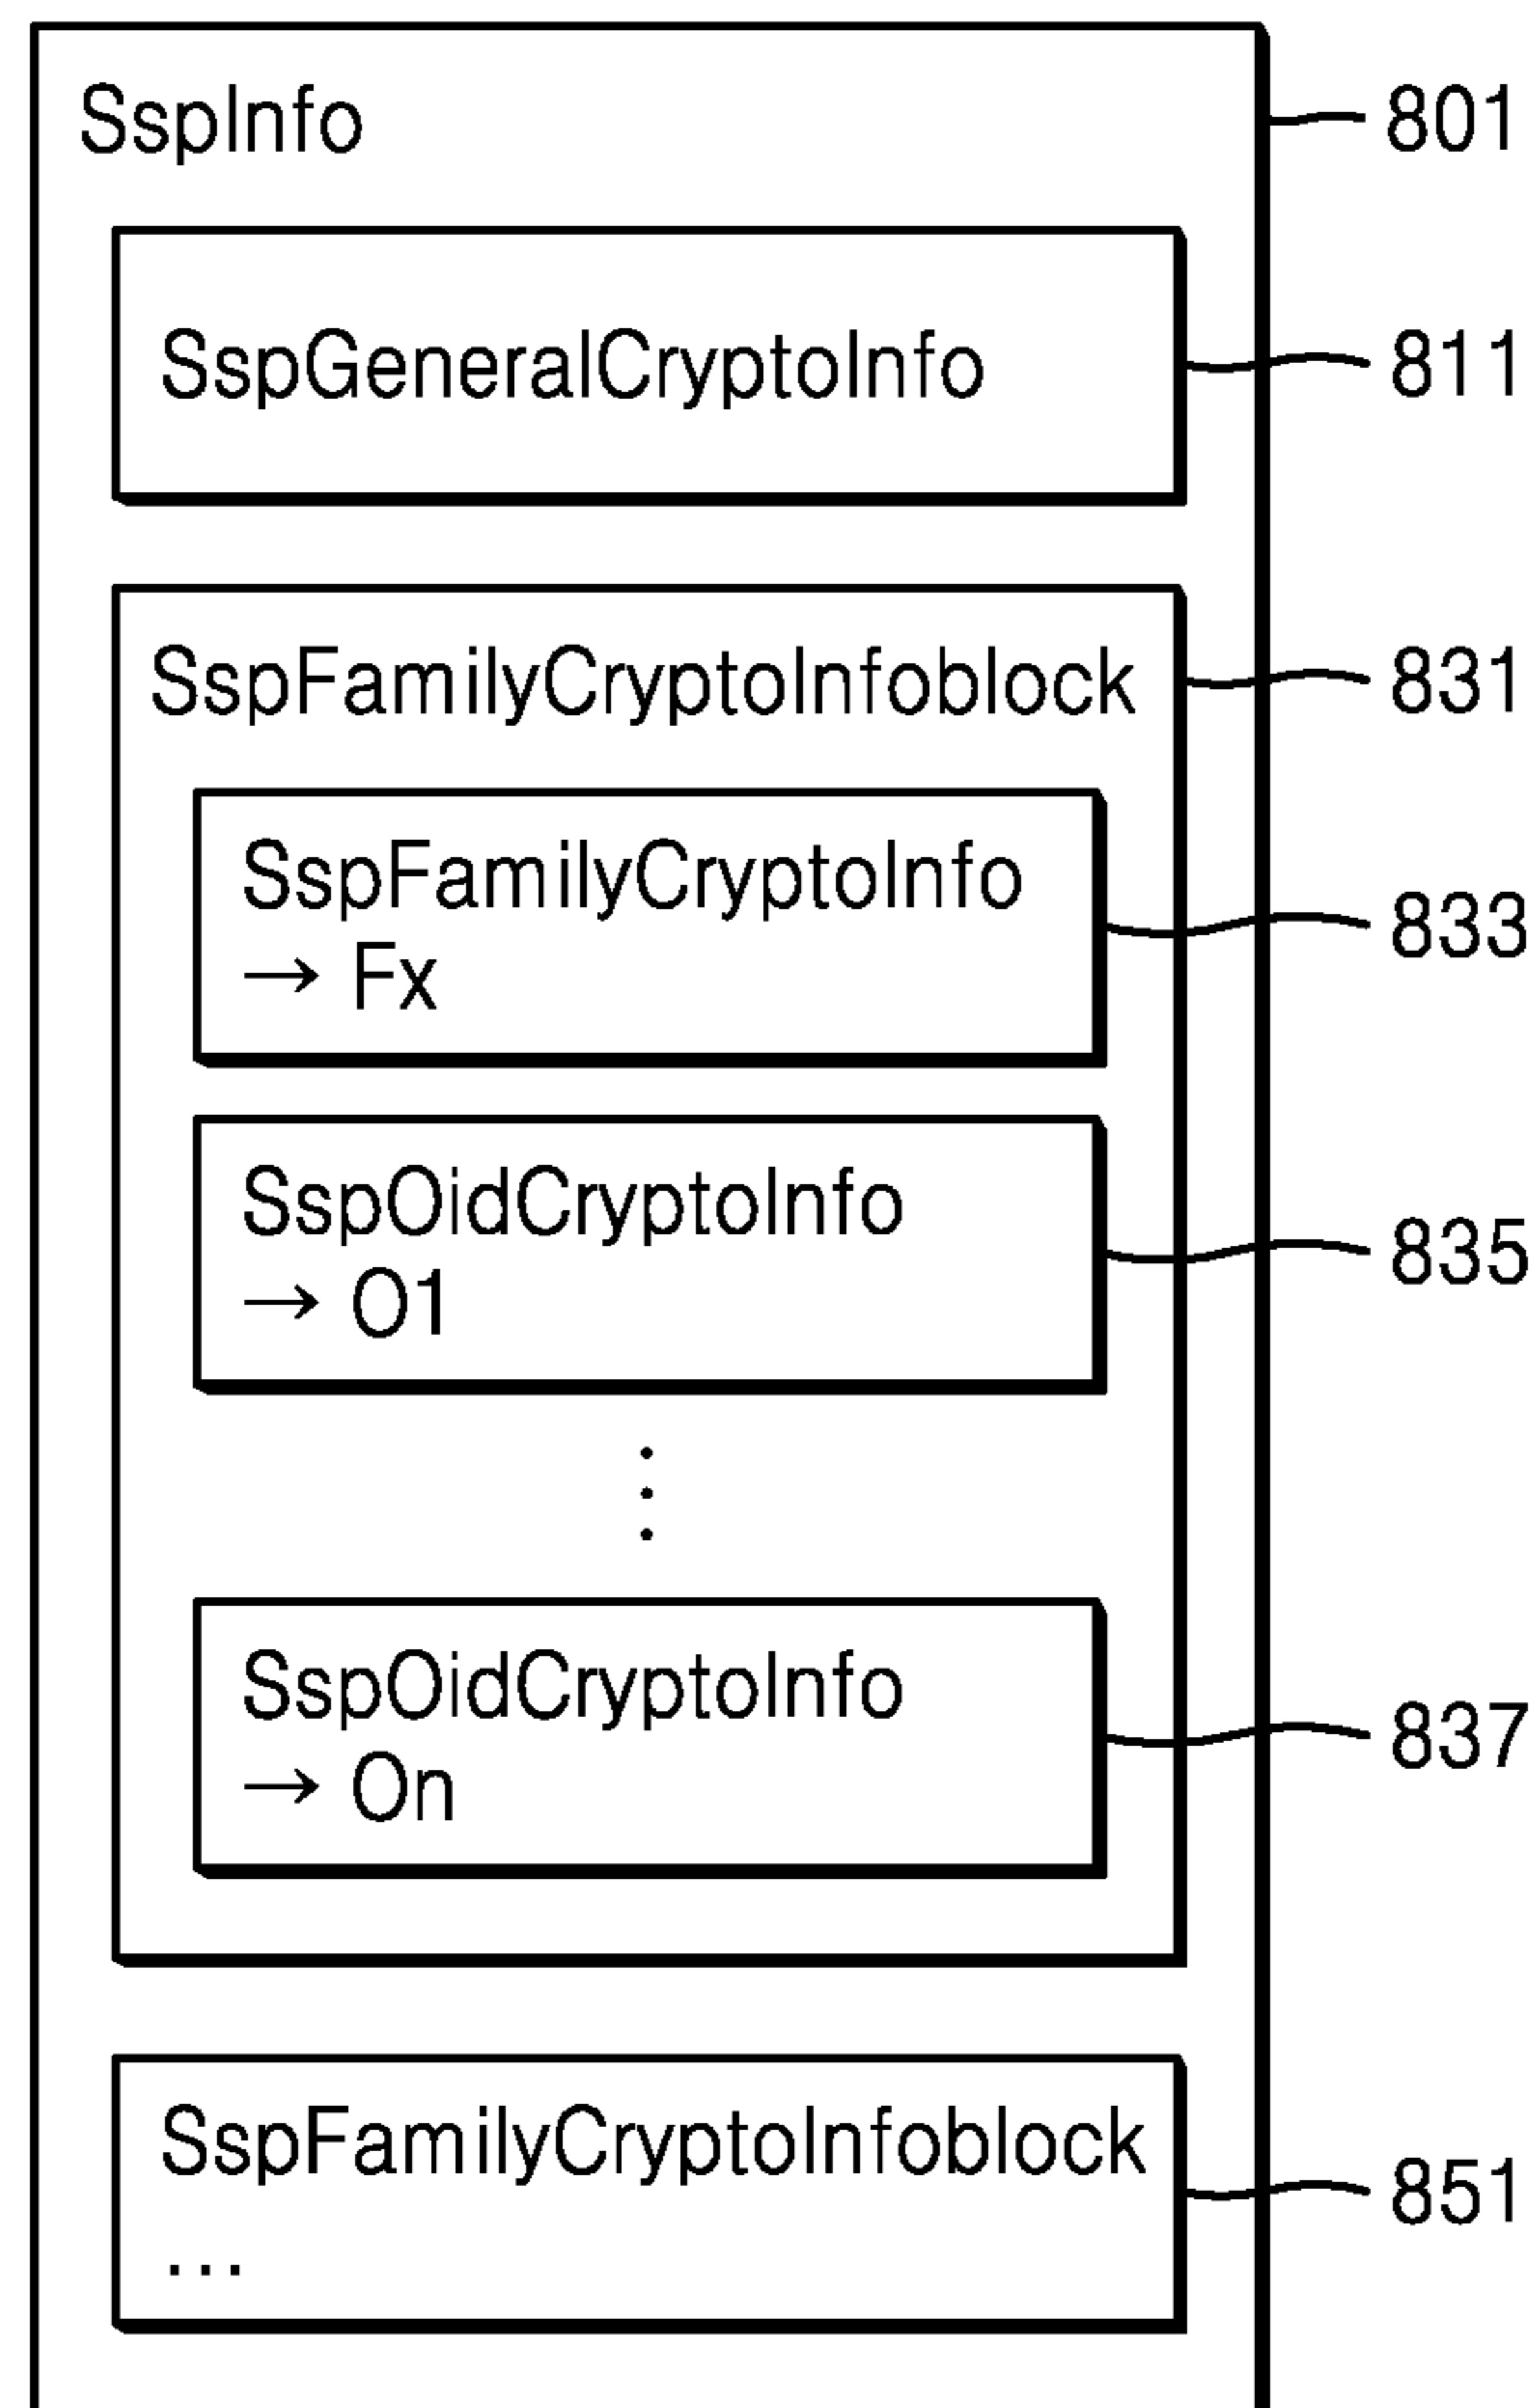 SspInfo
801
SspGeneralCryptoInfo
811
SspFamilyCryptoInfoblock
831
SspFamilyCryptoInfo
→ Fx
833
SspOidCryptoInfo
→ O1
835
⋮
SspOidCryptoInfo
→ On
837
SspFamilyCryptoInfoblock
...
851